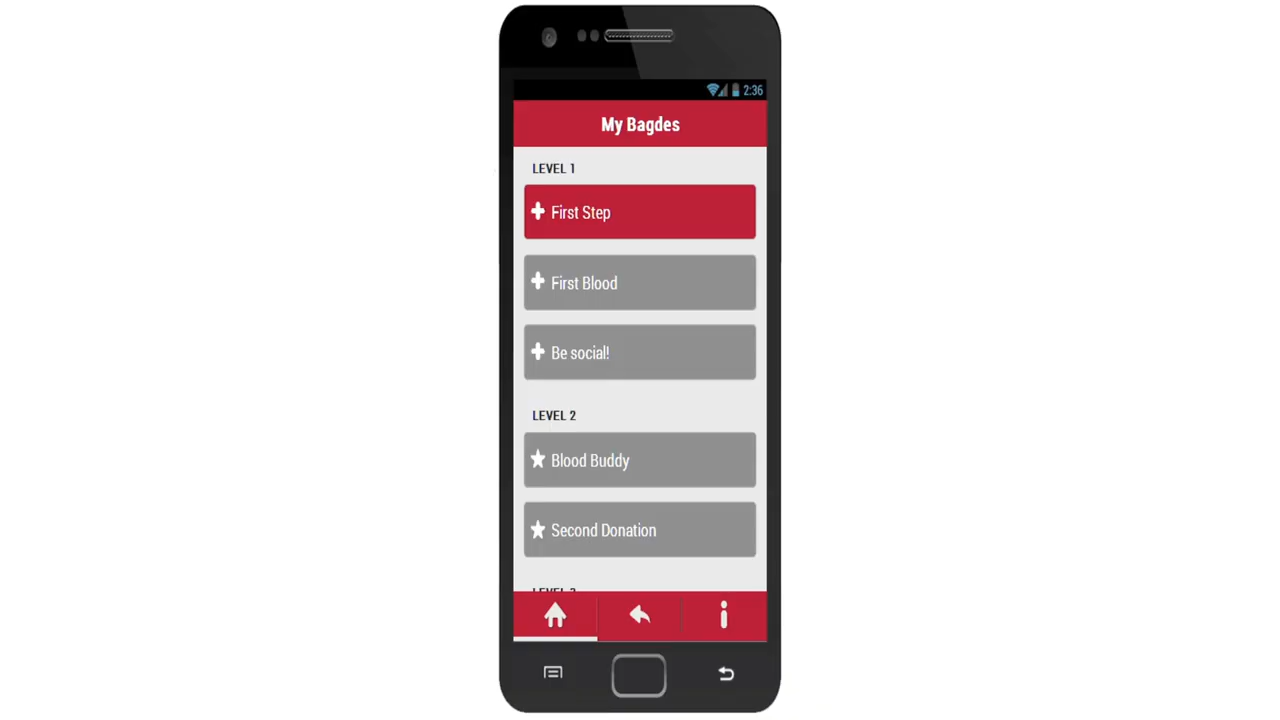 2:36
My Bagdes
LEVEL 1
First Step
First Blood
Be social!
LEVEL 2
Blood Buddy
Second Donation